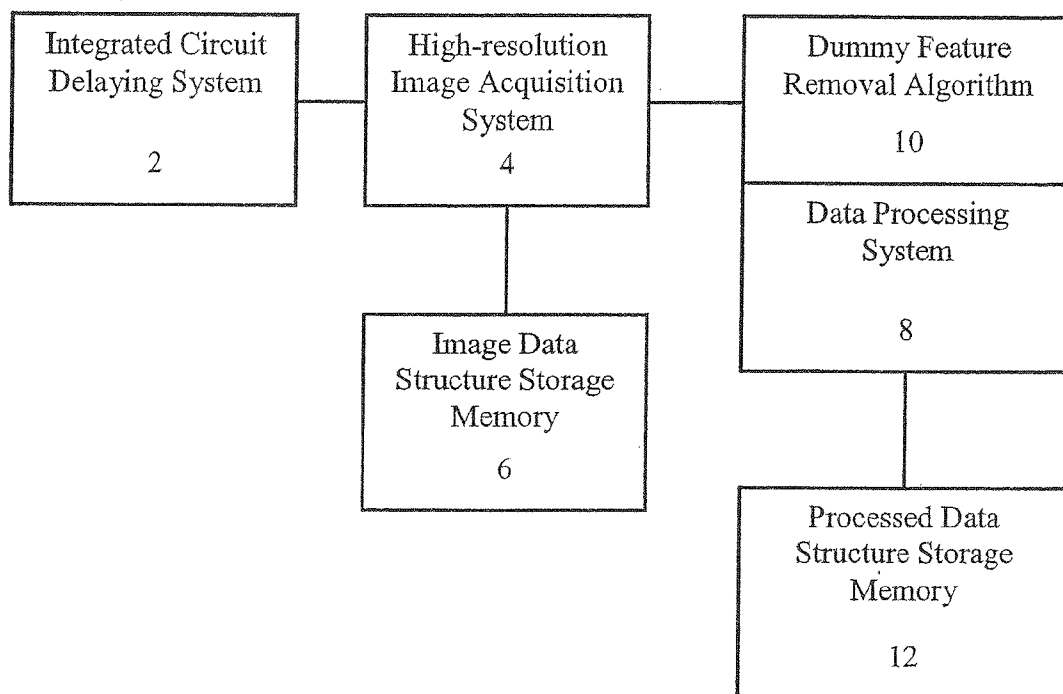 Integrated Circuit
Delaying System
2
High-resolution
Image Acquisition
System
4
Dummy Feature
Removal Algorithm
10
Data Processing
System
8
Image Data
Structure Storage
Memory
6
Processed Data
Structure Storage
Memory
12